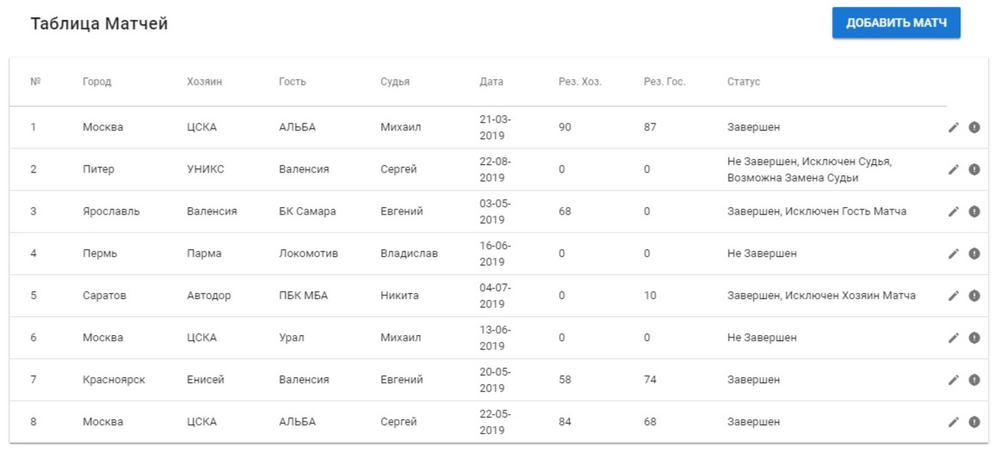 Таблица Матчей
ДОБАВИТЬ МАТЧ
№ Город Хозяин Гость Судья Дата Рез. Хоз. Рез. Гос. Статус
1 Москва ЦСКА АЛЬБА Михаил 21-03-2019 90 87 Завершен
2 Питер УНИКС Валенсия Сергей 22-08-2019 0 0 Не Завершен, Исключен Судья, Возможна Замена Судьи
3 Ярославль Валенсия БК Самара Евгений 03-05-2019 68 0 Завершен, Исключен Гость Матча
4 Пермь Парма Локомотив Владислав 16-06-2019 0 0 Не Завершен
5 Саратов Автодор ПБК МБА Никита 04-07-2019 0 10 Завершен, Исключен Хозяин Матча
6 Москва ЦСКА Урал Михаил 13-06-2019 0 0 Не Завершен
7 Красноярск Енисей Валенсия Евгений 20-05-2019 58 74 Завершен
8 Москва ЦСКА АЛЬБА Сергей 22-05-2019 84 68 Завершен